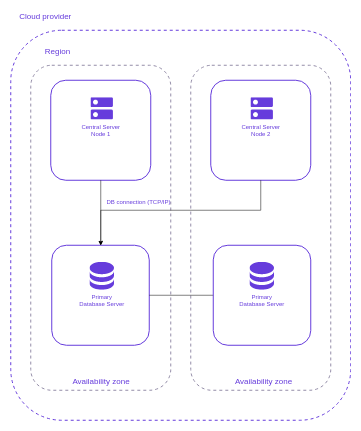 Cloud provider
Region
Central Server
Node 1
Central Server
Node 2
DB connection (TCP/IP)
Primary
Database Server
Primary
Database Server
Availability zone
Availability zone